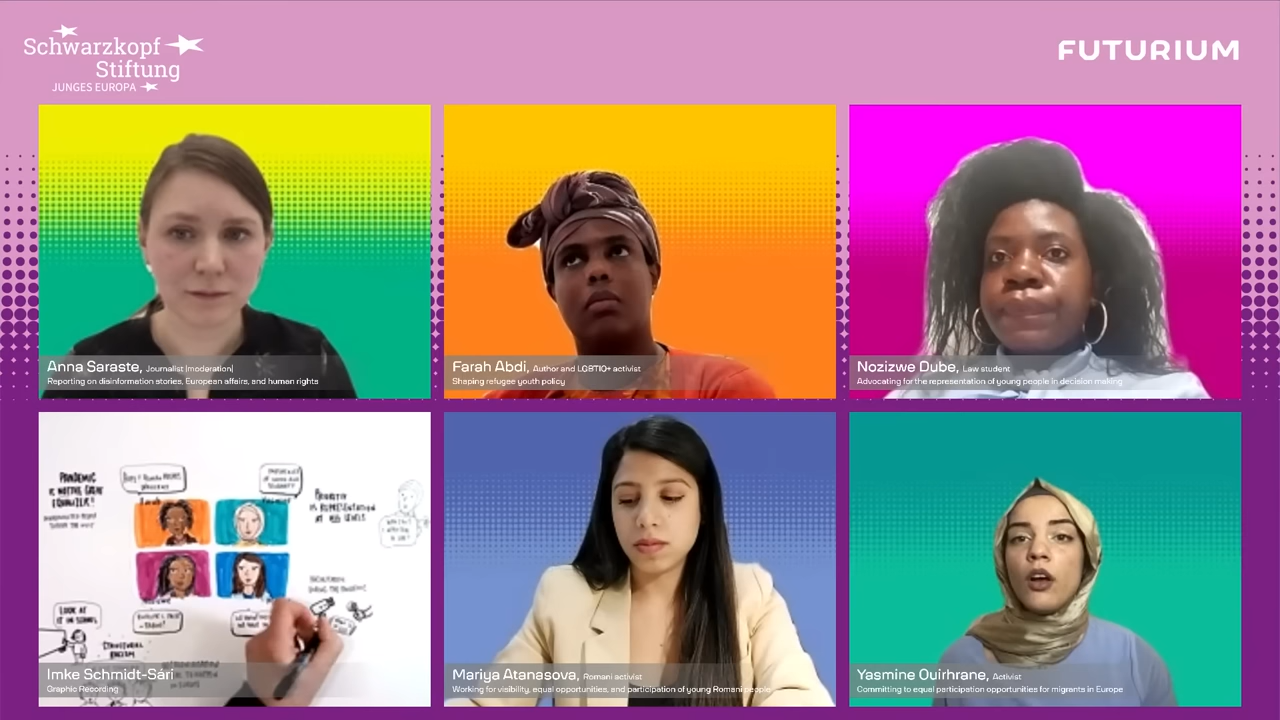 Schwarzkopf
Stiftung
JUNGES EUROPA
FUTURIUM
Anna Saraste, Journalist |moderation|
Reporting on disinformation stories, European affairs, and human rights
Farah Abdi, Author and LGBTIQ+ activist
Shaping refugee youth policy
Nozizwe Dube, Law student
Advocating for the representation of young people in decision making
PANDEMIC
IS NOT THE GREAT
EQUALIZER!
PRIORITY
IS REPRESENTATION
AT ALL LEVELS
LOOK AT
IT IN SCHOOL
STRUCTURAL
RACISM
Imke Schmidt-Sári
Graphic Recording
Mariya Atanasova, Romani activist
Working for visibility, equal opportunities, and participation of young Romani people
Yasmine Ouirhrane, Activist
Committing to equal participation opportunities for migrants in Europe